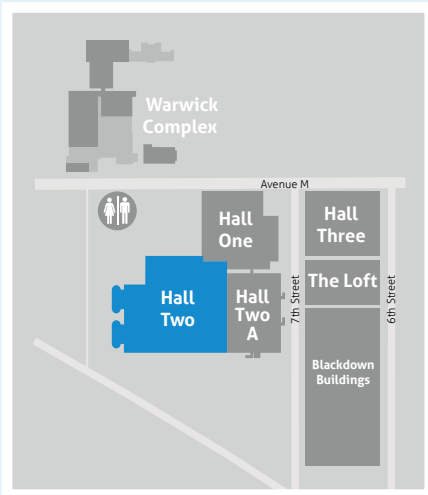 Warwick
Complex
Avenue M
Hall
One
Hall
Three
7th Street
The Loft
6th Street
Hall
Two
Hall
Two
A
Blackdown
Buildings